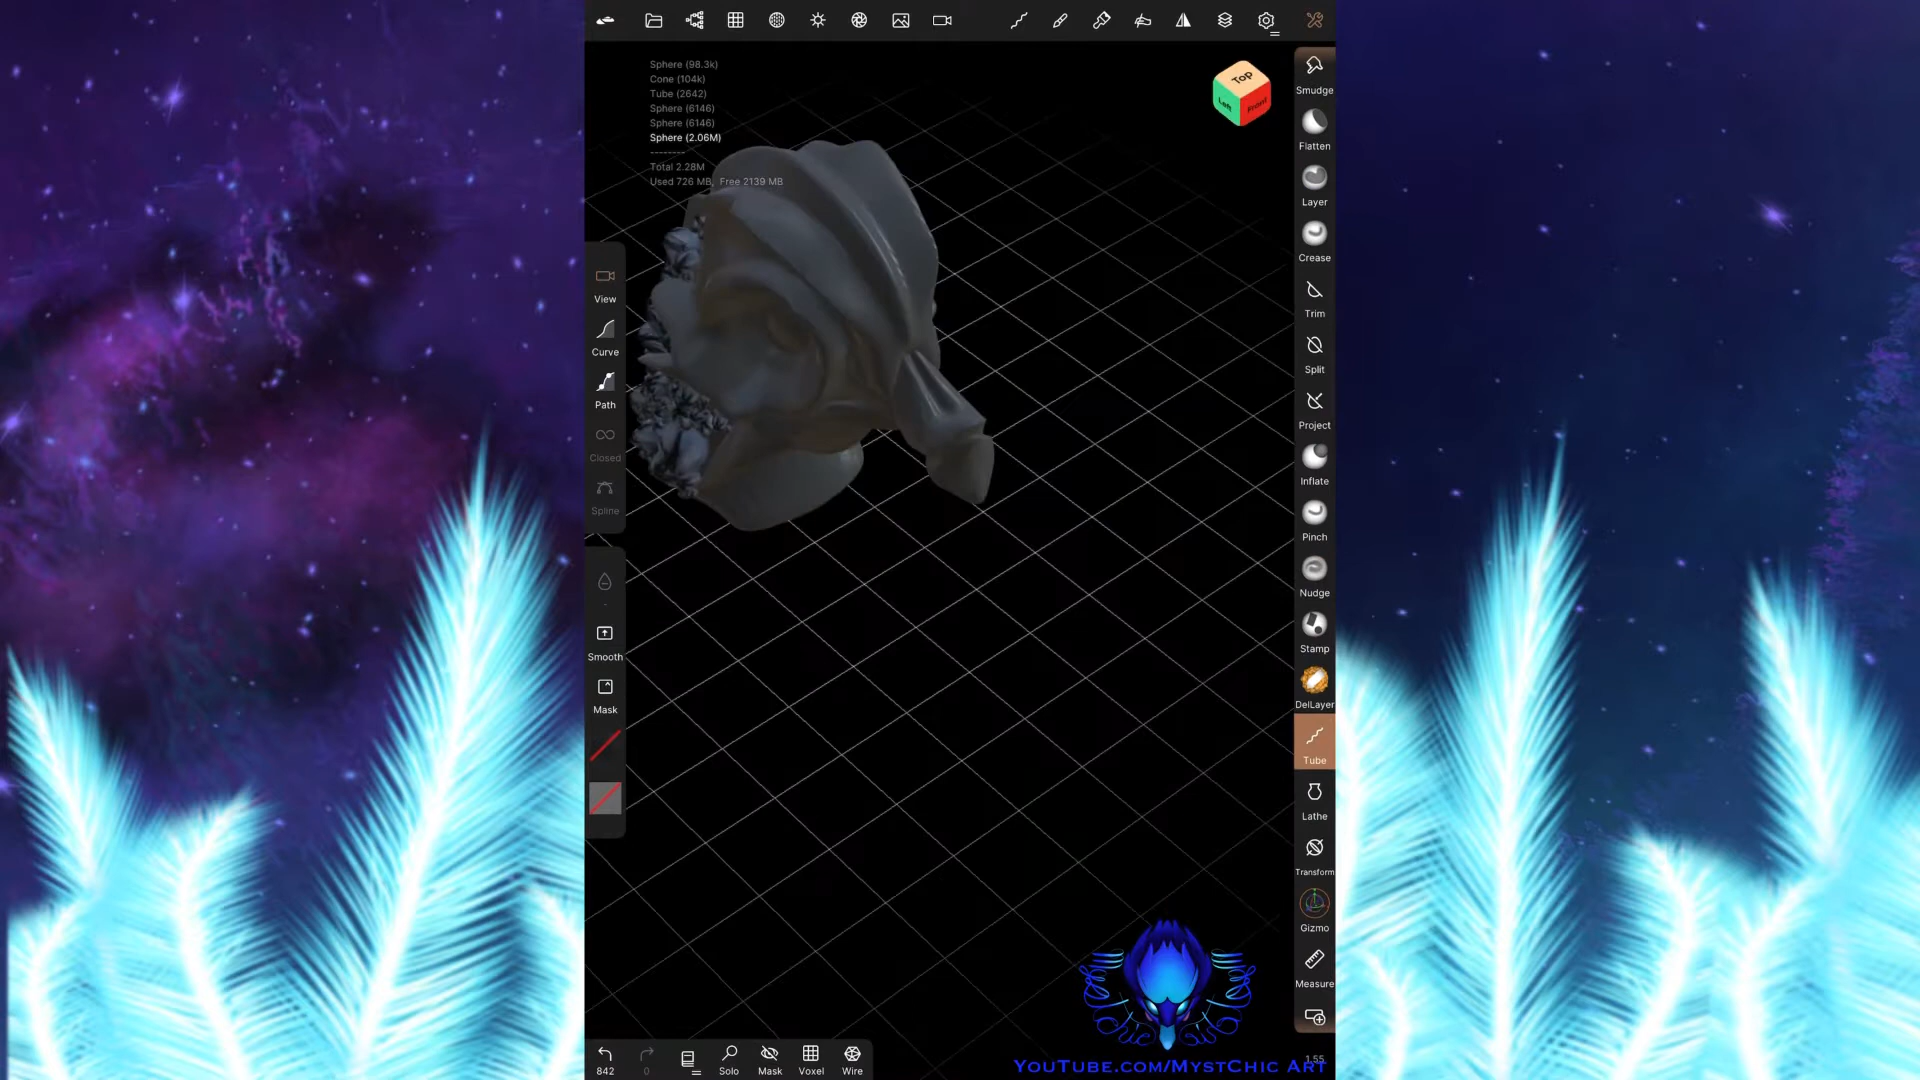 Sphere (98.3k)
Cone (104k)
Tube (2642)
Sphere (6146)
Sphere (6146)
Sphere (2.06M)
--------
Total 2.28M
Used 726 MB, Free 2139 MB
Top
Left
Front
View
Curve
Path
Closed
Spline
-
Smooth
Mask
Smudge
Flatten
Layer
Crease
Trim
Split
Project
Inflate
Pinch
Nudge
Stamp
DelLayer
Tube
Lathe
Transform
Gizmo
Measure
842
0
Solo
Mask
Voxel
Wire
1.55
YouTube.com/MystChic Art